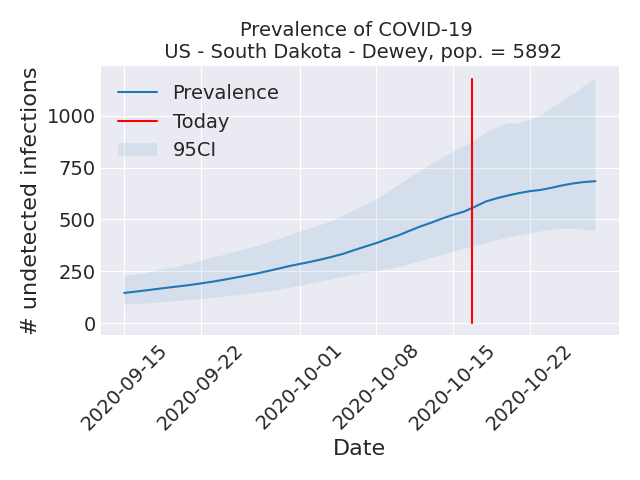 Prevalence of COVID-19
US - South Dakota - Dewey, pop. = 5892
# undetected infections
1000
750
500
250
0
Prevalence
Today
95CI
2020-09-15
2020-09-22
2020-10-01
2020-10-08
2020-10-15
2020-10-22
Date